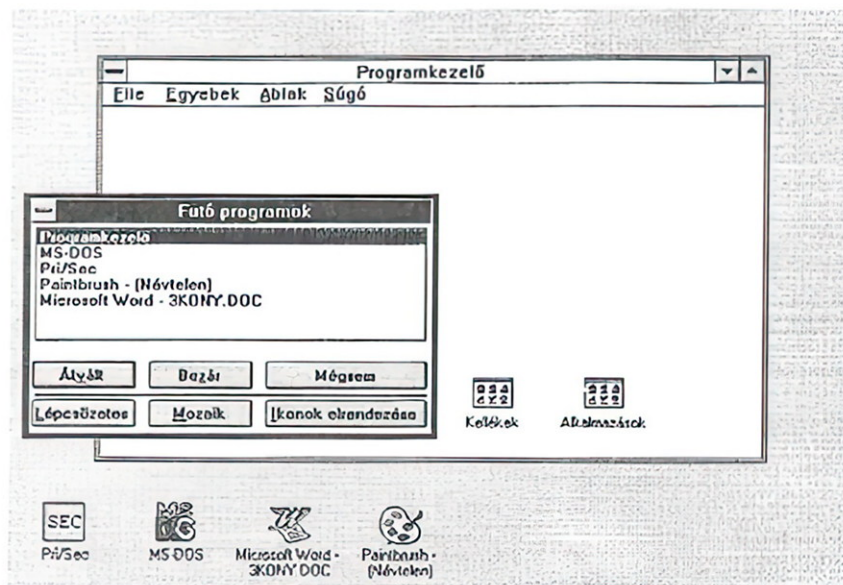 Programkezelő
File Egyebek Ablak Súgó
Futó programok
Programkezelő
MS-DOS
Pri/Sec
Paintbrush - (Névtelen)
Microsoft Word - 3KONY.DOC
Átvált Bezár Mégsem
Lépcsőzetes Mozaik Ikonok elrendezése
Kellékek Alkalmazások
SEC
MS DOS
Pri/Sec MS-DOS Microsoft Word - Paintbrush -
3KONY.DOC (Névtelen)